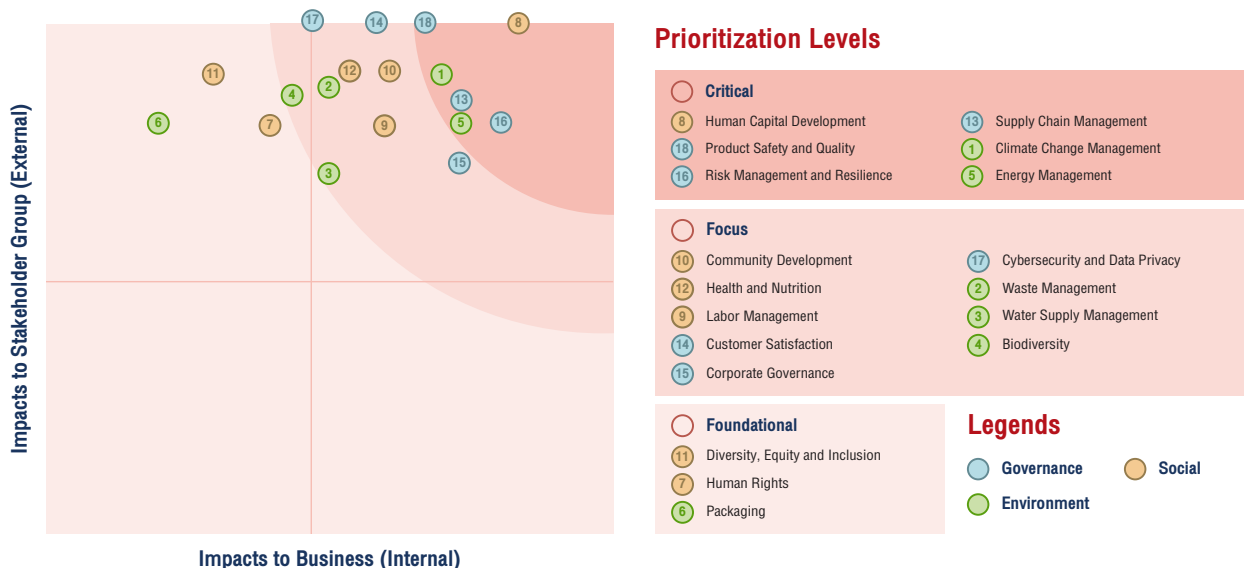 Impacts to Stakeholder Group (External)
17
14
18
8
11
12
10
1
2
4
13
6
7
9
5
16
15
3
Impacts to Business (Internal)
Prioritization Levels
Critical
8 Human Capital Development
18 Product Safety and Quality
16 Risk Management and Resilience
13 Supply Chain Management
1 Climate Change Management
5 Energy Management
Focus
10 Community Development
12 Health and Nutrition
9 Labor Management
14 Customer Satisfaction
15 Corporate Governance
17 Cybersecurity and Data Privacy
2 Waste Management
3 Water Supply Management
4 Biodiversity
Foundational
11 Diversity, Equity and Inclusion
7 Human Rights
6 Packaging
Legends
Governance
Social
Environment